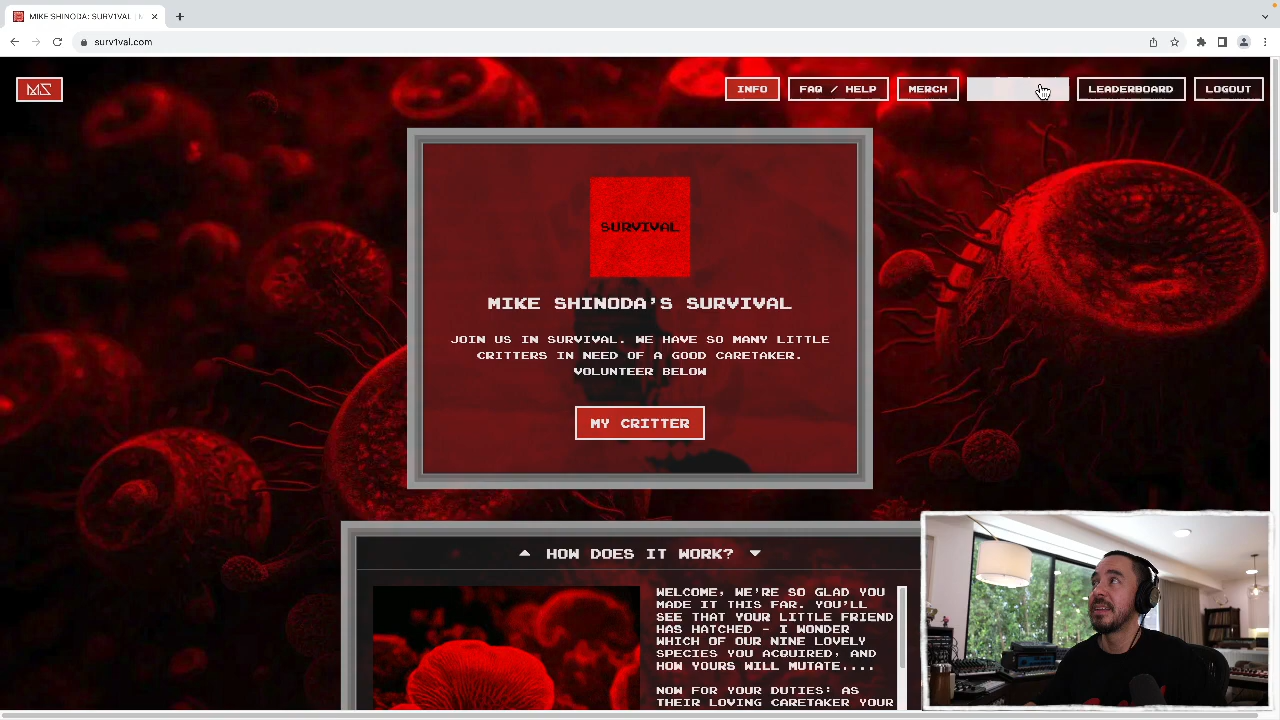 MIKE SHINODA: SURV1VAL |
surv1val.com
MS
INFO
FAQ / HELP
MERCH
LEADERBOARD
LOGOUT
SURVIVAL
MIKE SHINODA'S SURVIVAL
JOIN US IN SURVIVAL. WE HAVE SO MANY LITTLE
CRITTERS IN NEED OF A GOOD CARETAKER.
VOLUNTEER BELOW
MY CRITTER
HOW DOES IT WORK?
WELCOME, WE'RE SO GLAD YOU
MADE IT THIS FAR. YOU'LL
SEE THAT YOUR LITTLE FRIEND
WAS HATCHED - I WONDER
WHICH OF OUR NINE LOVELY
SPECIES YOU ACQUIRED, AND
HOW YOURS WILL MUTATE....
NOW FOR YOUR DUTIES: AS
THEIR LOVING CARETAKER YOUR